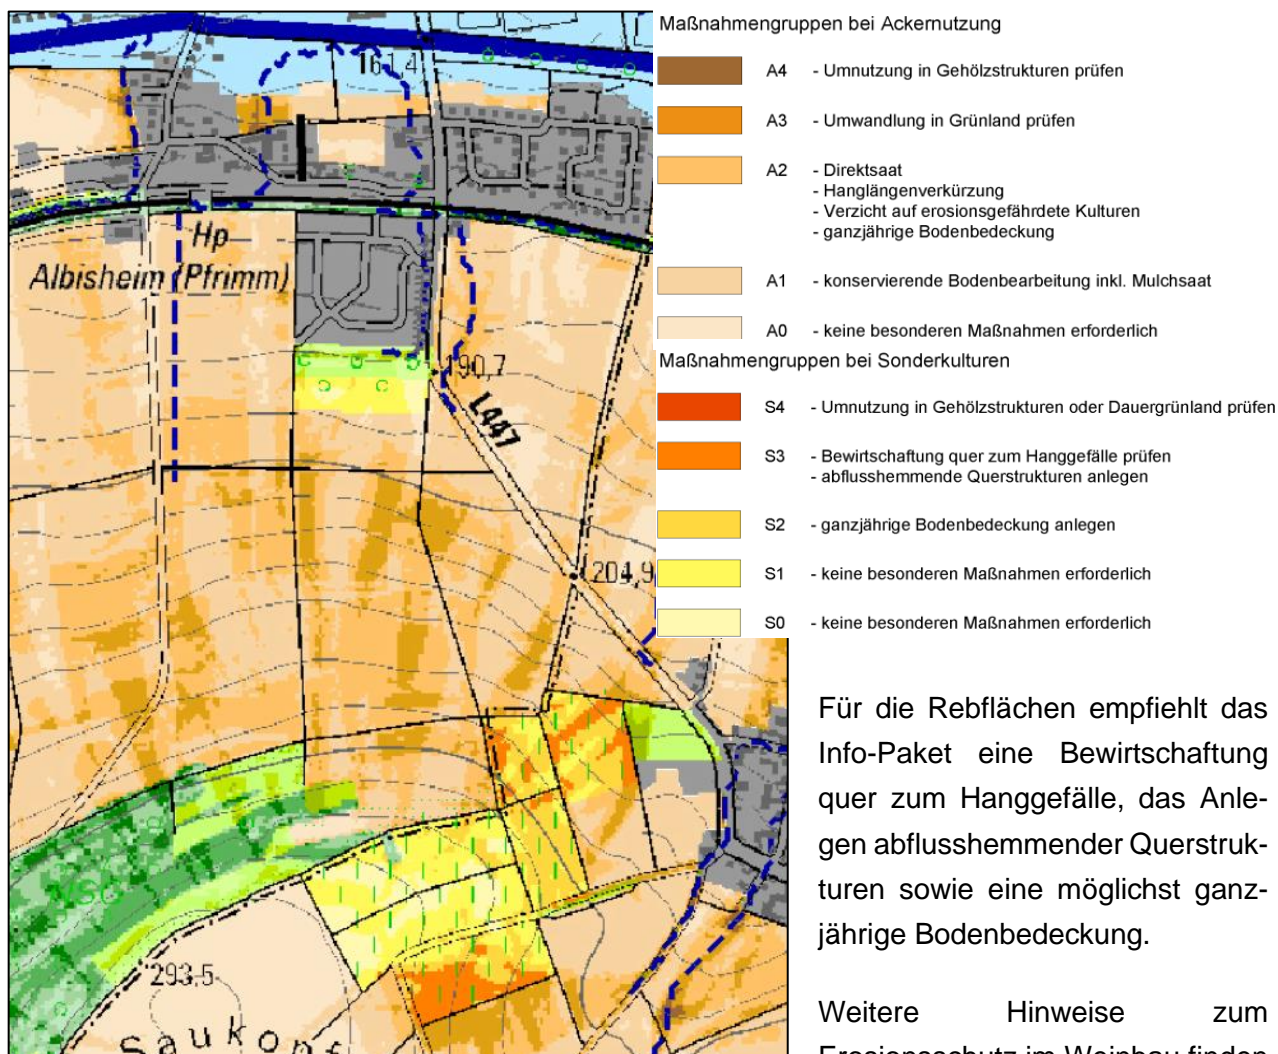 Maßnahmengruppen bei Ackernutzung
A4 - Umnutzung in Gehölzstrukturen prüfen
A3 - Umwandlung in Grünland prüfen
A2 - Direktsaat
- Hanglängenverkürzung
- Verzicht auf erosionsgefährdete Kulturen
- ganzjährige Bodenbedeckung
A1 - konservierende Bodenbearbeitung inkl. Mulchsaat
A0 - keine besonderen Maßnahmen erforderlich
Maßnahmengruppen bei Sonderkulturen
S4 - Umnutzung in Gehölzstrukturen oder Dauergrünland prüfen
S3 - Bewirtschaftung quer zum Hanggefälle prüfen
- abflusshemmende Querstrukturen anlegen
S2 - ganzjährige Bodenbedeckung anlegen
S1 - keine besonderen Maßnahmen erforderlich
S0 - keine besonderen Maßnahmen erforderlich
161,4
Hp
Albisheim (Pfrimm)
190,7
L447
204,9
NSG
293,5
Saukopf
Für die Rebflächen empfiehlt das
Info-Paket eine Bewirtschaftung
quer zum Hanggefälle, das Anle-
gen abflusshemmender Querstruk-
turen sowie eine möglichst ganz-
jährige Bodenbedeckung.
Weitere Hinweise zum
Erosionsschutz im Weinbau finden